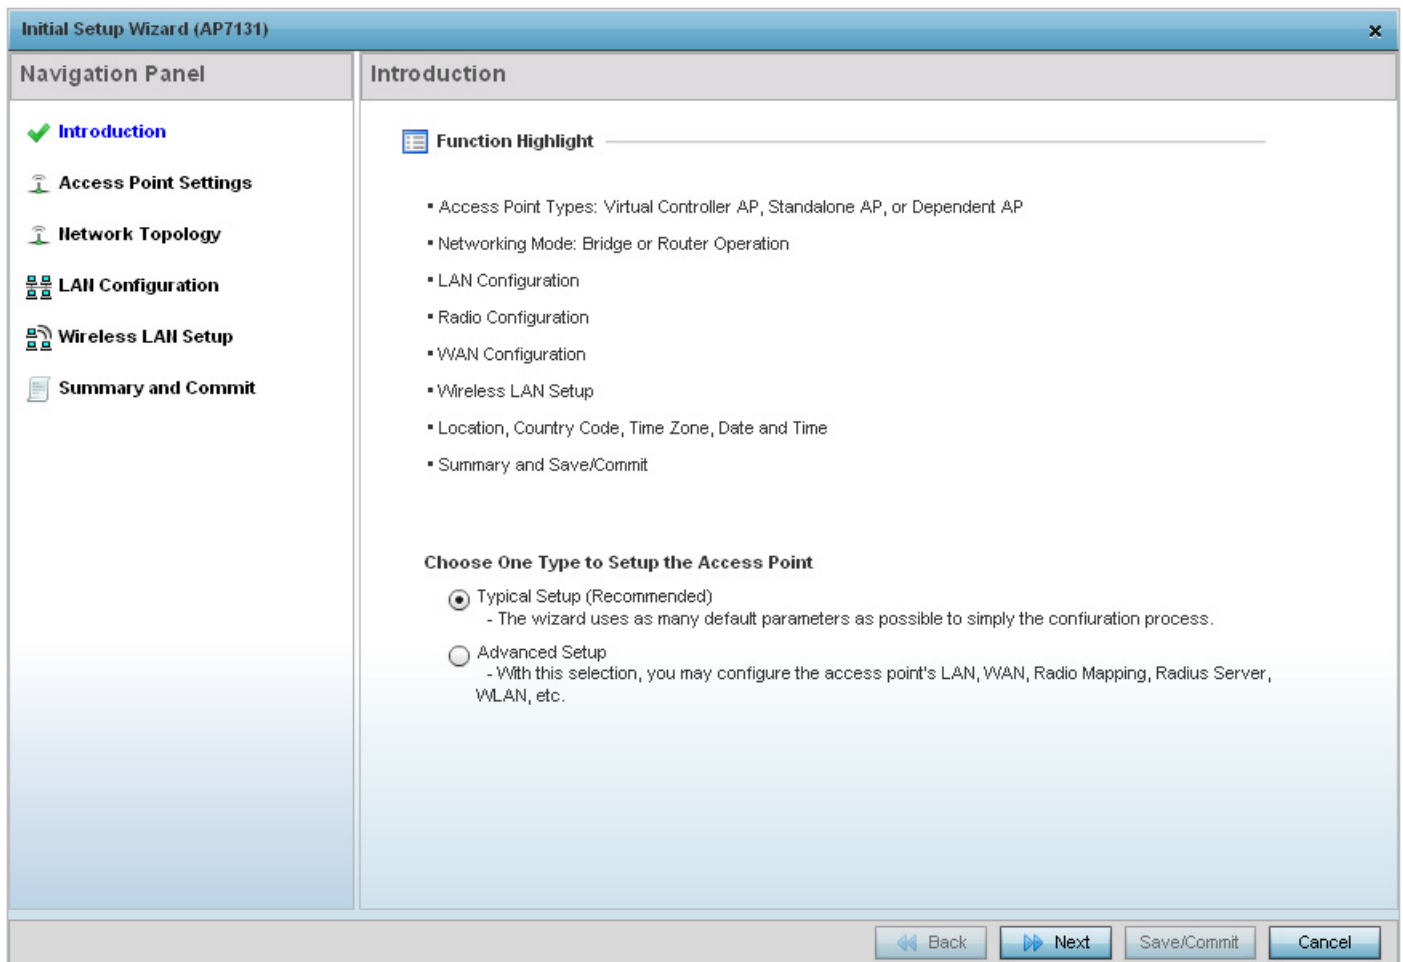 Initial Setup Wizard (AP7131)
Navigation Panel
Introduction
Access Point Settings
Network Topology
LAN Configuration
Wireless LAN Setup
Summary and Commit
Introduction
Function Highlight
▪ Access Point Types: Virtual Controller AP, Standalone AP, or Dependent AP
▪ Networking Mode: Bridge or Router Operation
▪ LAN Configuration
▪ Radio Configuration
▪ WAN Configuration
▪ Wireless LAN Setup
▪ Location, Country Code, Time Zone, Date and Time
▪ Summary and Save/Commit
Choose One Type to Setup the Access Point
Typical Setup (Recommended)
- The wizard uses as many default parameters as possible to simply the confiuration process.
Advanced Setup
- With this selection, you may configure the access point's LAN, WAN, Radio Mapping, Radius Server,
WLAN, etc.
Back
Next
Save/Commit
Cancel